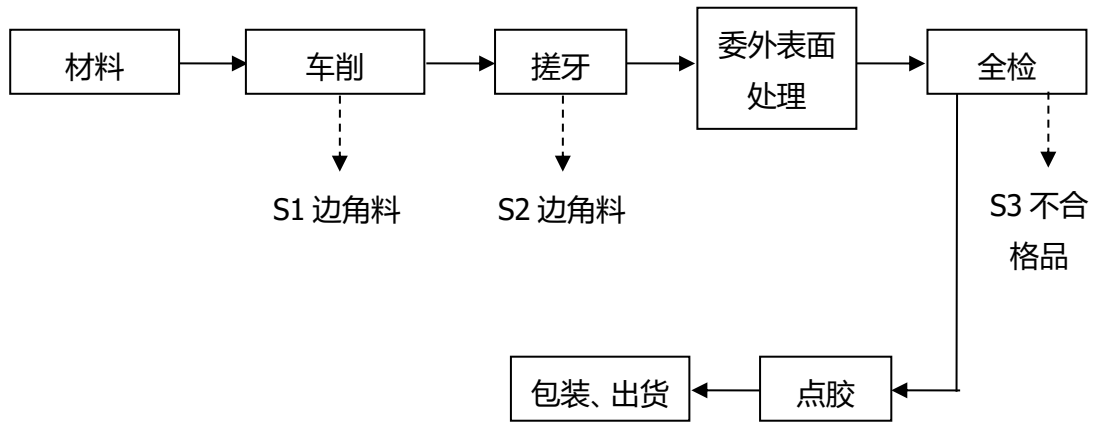 材料
车削
搓牙
委外表面
处理
全检
S1 边角料
S2 边角料
S3 不合
格品
包装、出货
点胶